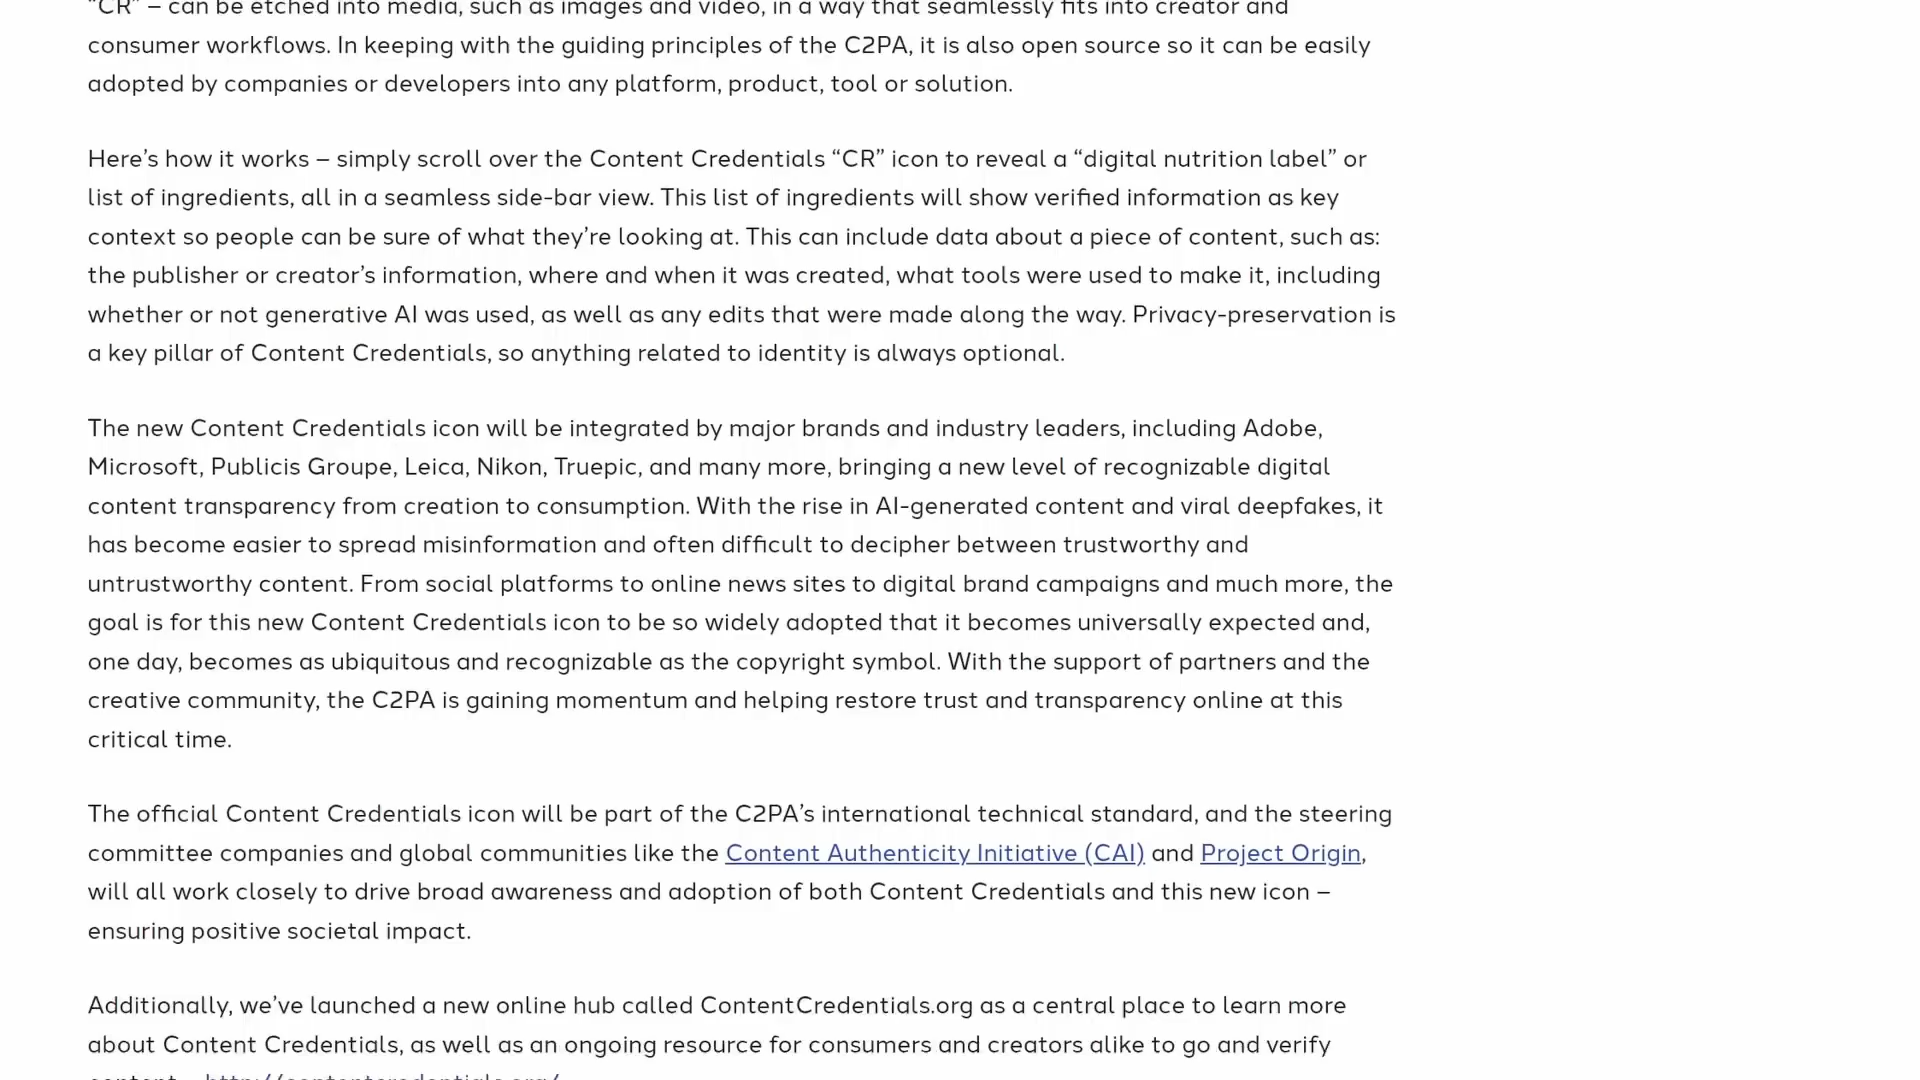 “CR” – can be etched into media, such as images and video, in a way that seamlessly fits into creator and
consumer workflows. In keeping with the guiding principles of the C2PA, it is also open source so it can be easily
adopted by companies or developers into any platform, product, tool or solution.
Here’s how it works – simply scroll over the Content Credentials “CR” icon to reveal a “digital nutrition label” or
list of ingredients, all in a seamless side-bar view. This list of ingredients will show verified information as key
context so people can be sure of what they’re looking at. This can include data about a piece of content, such as:
the publisher or creator’s information, where and when it was created, what tools were used to make it, including
whether or not generative AI was used, as well as any edits that were made along the way. Privacy-preservation is
a key pillar of Content Credentials, so anything related to identity is always optional.
The new Content Credentials icon will be integrated by major brands and industry leaders, including Adobe,
Microsoft, Publicis Groupe, Leica, Nikon, Truepic, and many more, bringing a new level of recognizable digital
content transparency from creation to consumption. With the rise in AI-generated content and viral deepfakes, it
has become easier to spread misinformation and often difficult to decipher between trustworthy and
untrustworthy content. From social platforms to online news sites to digital brand campaigns and much more, the
goal is for this new Content Credentials icon to be so widely adopted that it becomes universally expected and,
one day, becomes as ubiquitous and recognizable as the copyright symbol. With the support of partners and the
creative community, the C2PA is gaining momentum and helping restore trust and transparency online at this
critical time.
The official Content Credentials icon will be part of the C2PA’s international technical standard, and the steering
committee companies and global communities like the Content Authenticity Initiative (CAI) and Project Origin,
will all work closely to drive broad awareness and adoption of both Content Credentials and this new icon –
ensuring positive societal impact.
Additionally, we’ve launched a new online hub called ContentCredentials.org as a central place to learn more
about Content Credentials, as well as an ongoing resource for consumers and creators alike to go and verify
content – http://contentcredentials.org/